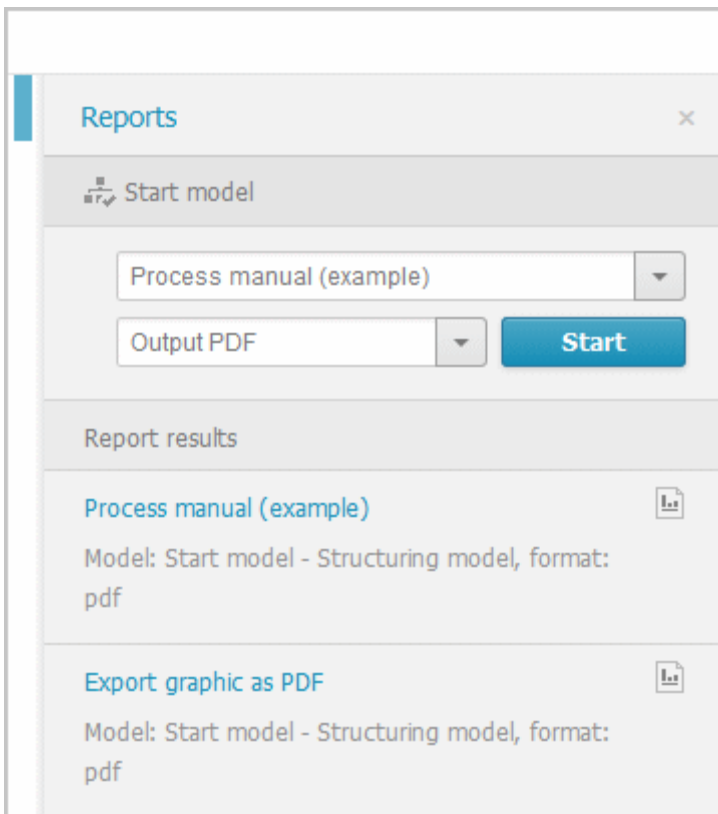 Reports
Start model
Process manual (example)
Output PDF
Start
Report results
Process manual (example)
Model: Start model - Structuring model, format:
pdf
Export graphic as PDF
Model: Start model - Structuring model, format:
pdf